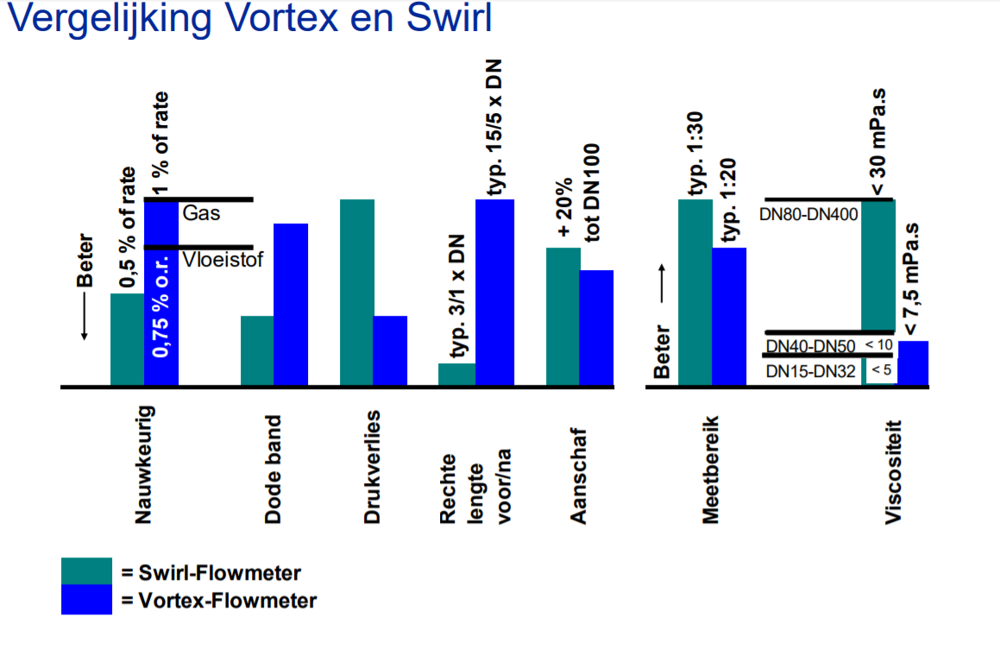 Vergelijking Vortex en Swirl
Beter
0,5 % of rate
1 % of rate
0,75 % o.r.
Gas
Vloeistof
typ. 3/1 x DN
typ. 15/5 x DN
+ 20%
tot DN100
Beter
typ. 1:30
typ. 1:20
DN80-DN400
< 30 mPa.s
DN40-DN50
< 10
DN15-DN32
< 5
< 7,5 mPa.s
Nauwkeurig
Dode band
Drukverlies
Rechte
lengte
voor/na
Aanschaf
Meetbereik
Viscositeit
= Swirl-Flowmeter
= Vortex-Flowmeter